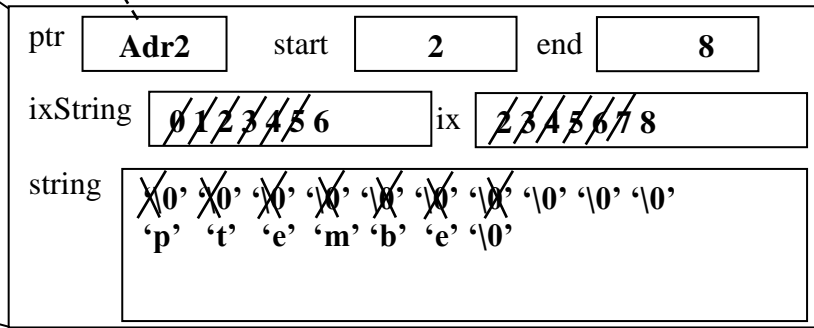 ptr Adr2 start 2 end 8
ixString 0 1 2 3 4 5 6 ix 2 3 4 5 6 7 8
string ‘\0’ ‘\0’ ‘\0’ ‘\0’ ‘\0’ ‘\0’ ‘\0’ ‘\0’ ‘\0’ ‘\0’
‘p’ ‘t’ ‘e’ ‘m’ ‘b’ ‘e’ ‘\0’